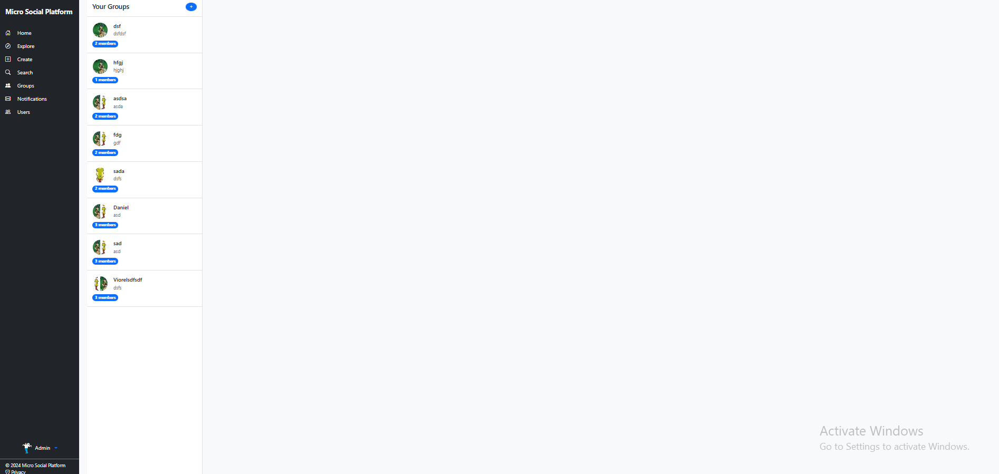 Micro Social Platform
Home
Explore
Create
Search
Groups
Notifications
Users
Admin
© 2024 Micro Social Platform
Privacy
Your Groups
+
dsf
dsfdsf
2 members
hfgj
hjghj
1 members
asdsa
asda
2 members
fdg
gdf
2 members
sada
dsfs
2 members
Daniel
asd
3 members
sad
asd
3 members
Viorelsdfsdf
dsfs
3 members
Activate Windows
Go to Settings to activate Windows.